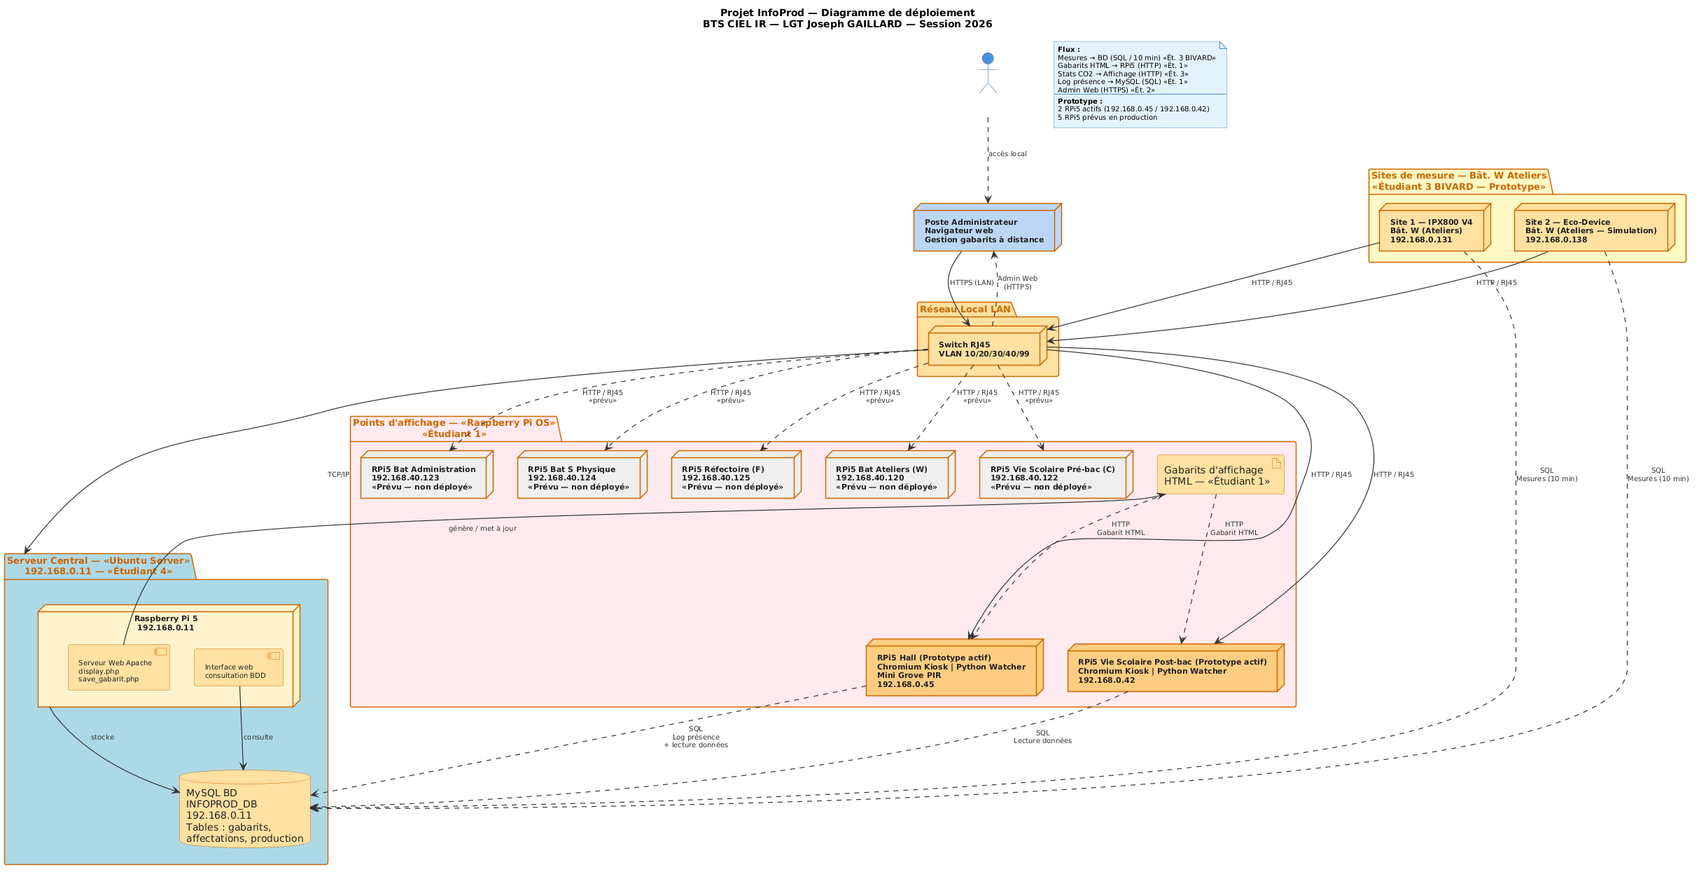 Projet InfoProd — Diagramme de déploiement
BTS CIEL IR — LGT Joseph GAILLARD — Session 2026
Flux :
Mesures → BD (SQL / 10 min) «Ét. 3 BIVARD»
Gabarits HTML → RPi5 (HTTP) «Ét. 1»
Stats CO2 → Affichage (HTTP) «Ét. 3»
Log présence → MySQL (SQL) «Ét. 1»
Admin Web (HTTPS) «Ét. 2»
Prototype :
2 RPi5 actifs (192.168.0.45 / 192.168.0.42)
5 RPi5 prévus en production
accès local
Sites de mesure — Bât. W Ateliers
«Étudiant 3 BIVARD — Prototype»
Site 1 — IPX800 V4
Bât. W (Ateliers)
192.168.0.131
Site 2 — Eco-Device
Bât. W (Ateliers — Simulation)
192.168.0.138
Poste Administrateur
Navigateur web
Gestion gabarits à distance
HTTPS (LAN)
Admin Web
(HTTPS)
HTTP / RJ45
HTTP / RJ45
Réseau Local LAN
Switch RJ45
VLAN 10/20/30/40/99
HTTP / RJ45
«prévu»
HTTP / RJ45
«prévu»
HTTP / RJ45
«prévu»
HTTP / RJ45
«prévu»
HTTP / RJ45
«prévu»
Points d'affichage — «Raspberry Pi OS»
«Étudiant 1»
RPi5 Bat Administration
192.168.40.123
«Prévu — non déployé»
RPi5 Bat S Physique
192.168.40.124
«Prévu — non déployé»
RPi5 Réfectoire (F)
192.168.40.125
«Prévu — non déployé»
RPi5 Bat Ateliers (W)
192.168.40.120
«Prévu — non déployé»
RPi5 Vie Scolaire Pré-bac (C)
192.168.40.122
«Prévu — non déployé»
Gabarits d'affichage
HTML — «Étudiant 1»
TCP/IP
HTTP / RJ45
HTTP / RJ45
SQL
Mesures (10 min)
SQL
Mesures (10 min)
génère / met à jour
HTTP
Gabarit HTML
HTTP
Gabarit HTML
Serveur Central — «Ubuntu Server»
192.168.0.11 — «Étudiant 4»
Raspberry Pi 5
192.168.0.11
Serveur Web Apache
display.php
save_gabarit.php
Interface web
consultation BDD
RPi5 Hall (Prototype actif)
Chromium Kiosk | Python Watcher
Mini Grove PIR
192.168.0.45
RPi5 Vie Scolaire Post-bac (Prototype actif)
Chromium Kiosk | Python Watcher
192.168.0.42
stocke
consulte
SQL
Log présence
+ lecture données
SQL
Lecture données
MySQL BD
INFOPROD_DB
192.168.0.11
Tables : gabarits,
affectations, production